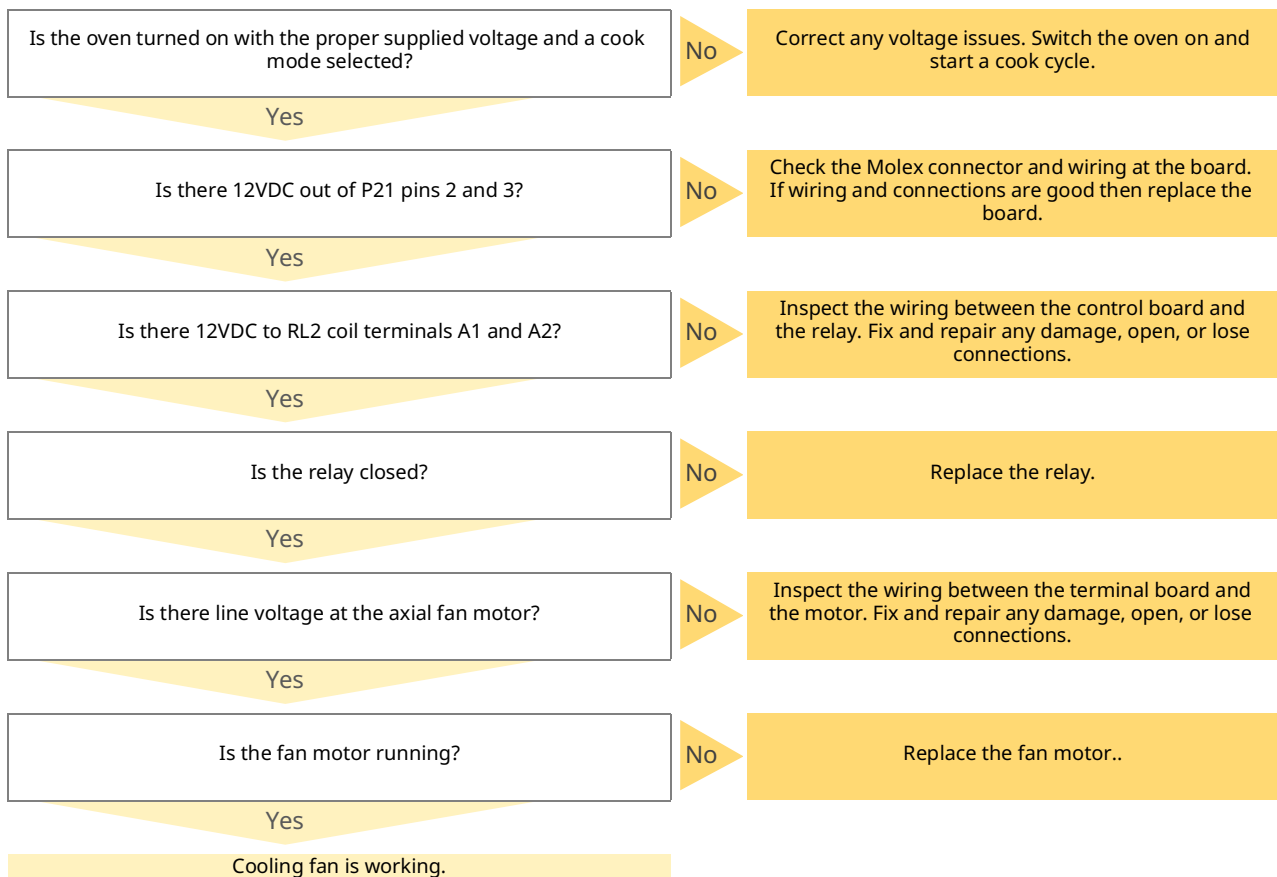 Is the oven turned on with the proper supplied voltage and a cook
mode selected?
No
Correct any voltage issues. Switch the oven on and
start a cook cycle.
Yes
Is there 12VDC out of P21 pins 2 and 3?
No
Check the Molex connector and wiring at the board.
If wiring and connections are good then replace the
board.
Yes
Is there 12VDC to RL2 coil terminals A1 and A2?
No
Inspect the wiring between the control board and
the relay. Fix and repair any damage, open, or lose
connections.
Yes
Is the relay closed?
No
Replace the relay.
Yes
Is there line voltage at the axial fan motor?
No
Inspect the wiring between the terminal board and
the motor. Fix and repair any damage, open, or lose
connections.
Yes
Is the fan motor running?
No
Replace the fan motor..
Yes
Cooling fan is working.